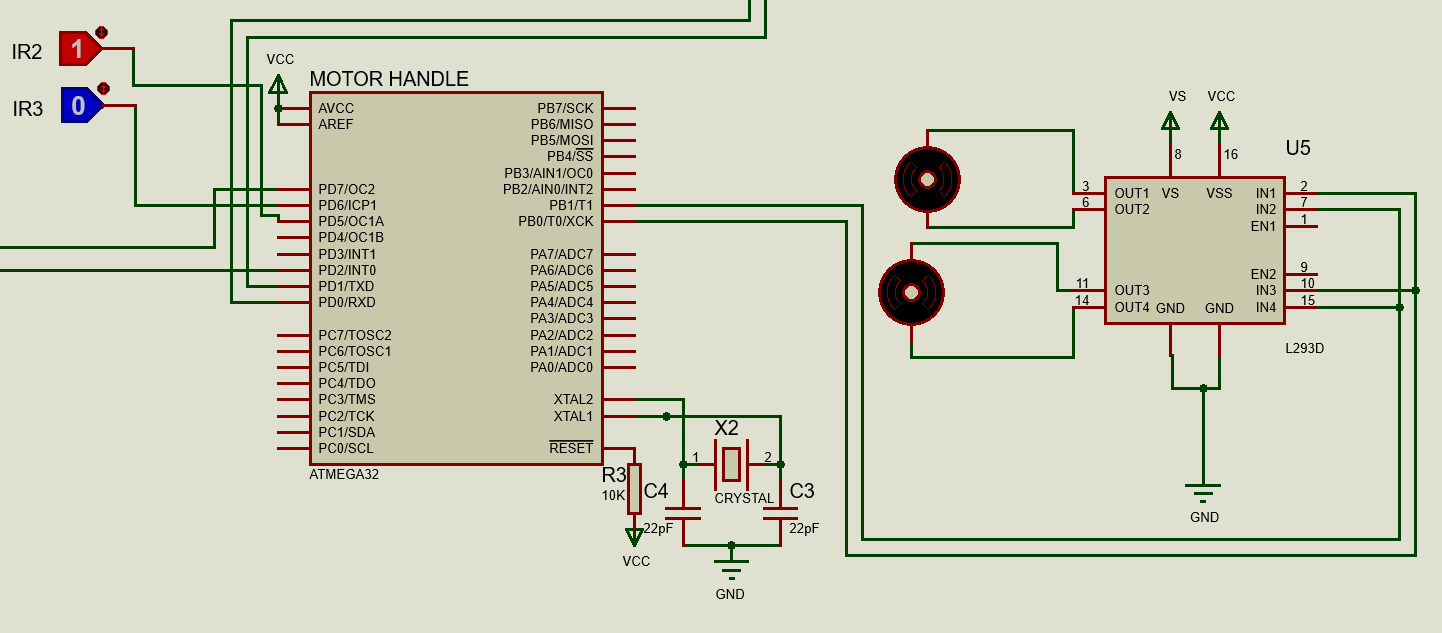 IR2
1
IR3
0
VCC
MOTOR HANDLE
AVCC
AREF
PD7/OC2
PD6/ICP1
PD5/OC1A
PD4/OC1B
PD3/INT1
PD2/INT0
PD1/TXD
PD0/RXD
PC7/TOSC2
PC6/TOSC1
PC5/TDI
PC4/TDO
PC3/TMS
PC2/TCK
PC1/SDA
PC0/SCL
PB7/SCK
PB6/MISO
PB5/MOSI
PB4/SS
PB3/AIN1/OC0
PB2/AIN0/INT2
PB1/T1
PB0/T0/XCK
PA7/ADC7
PA6/ADC6
PA5/ADC5
PA4/ADC4
PA3/ADC3
PA2/ADC2
PA1/ADC1
PA0/ADC0
XTAL2
XTAL1
RESET
ATMEGA32
R3
10K
VCC
C4
22pF
X2
1
2
CRYSTAL
C3
22pF
GND
VS
VCC
8
16
U5
3
6
11
14
OUT1
OUT2
OUT3
OUT4
VS
VSS
GND
GND
IN1
IN2
EN1
EN2
IN3
IN4
2
7
1
9
10
15
L293D
GND